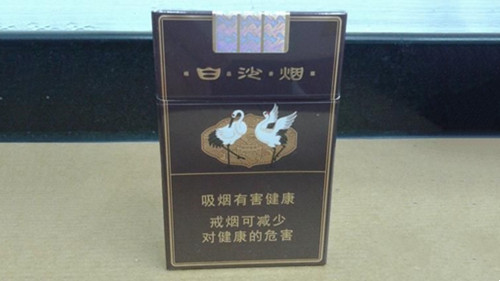 白沙烟
吸烟有害健康
戒烟可减少
对健康的危害